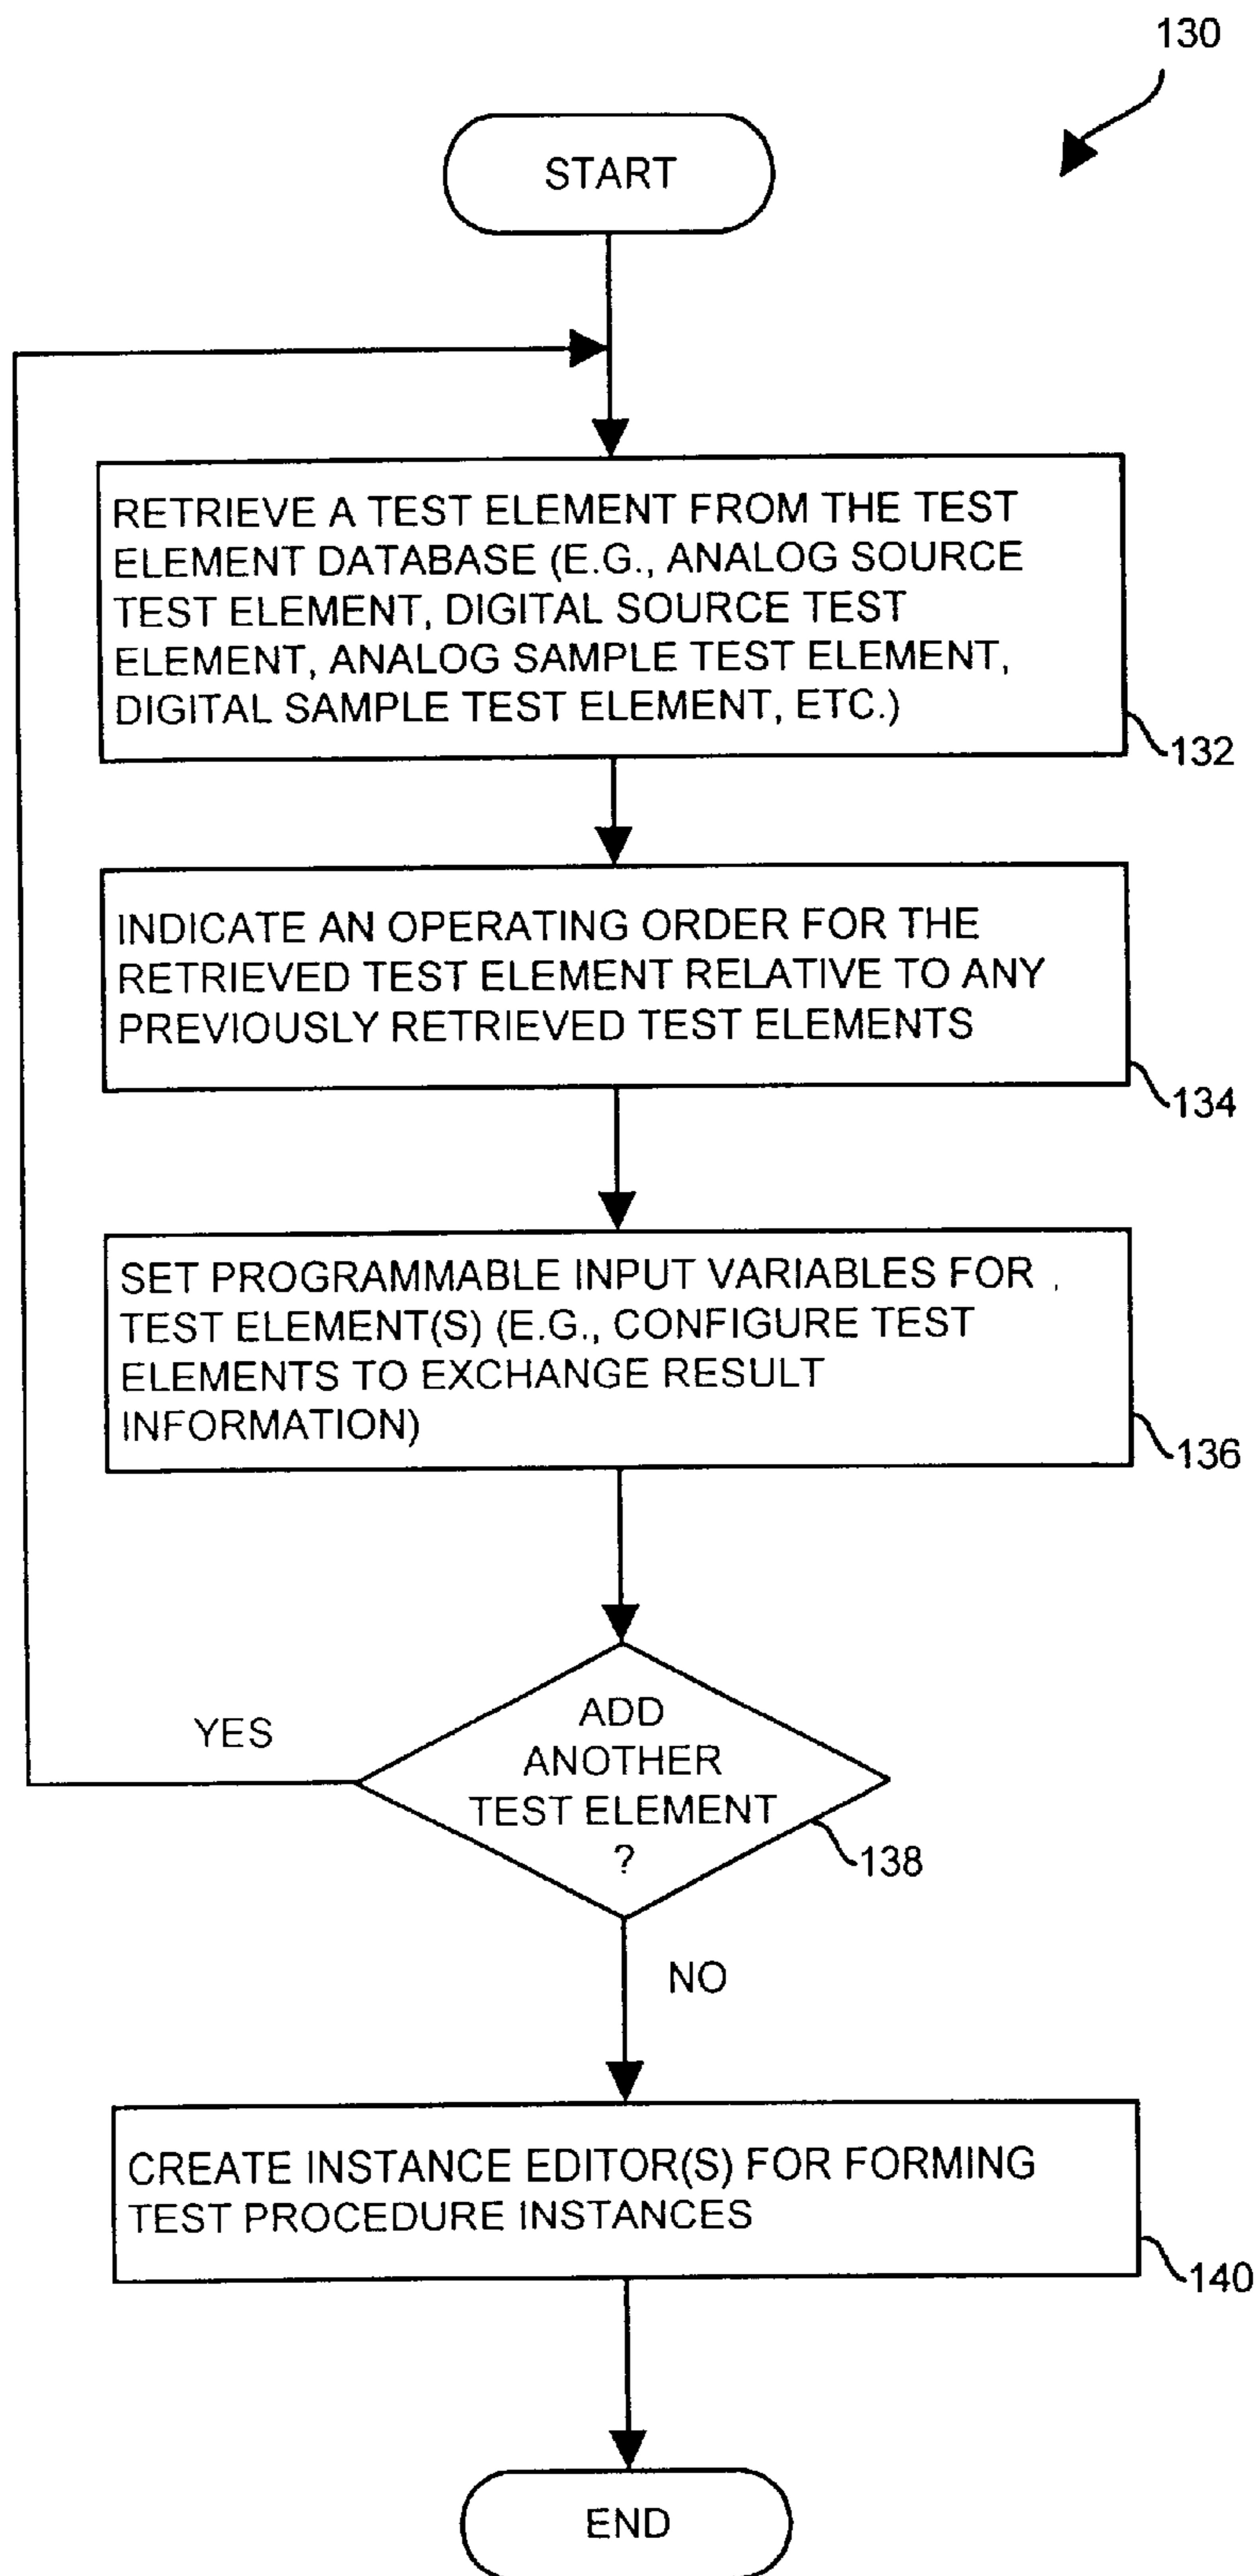 130
START
RETRIEVE A TEST ELEMENT FROM THE TEST
ELEMENT DATABASE (E.G., ANALOG SOURCE
TEST ELEMENT, DIGITAL SOURCE TEST
ELEMENT, ANALOG SAMPLE TEST ELEMENT,
DIGITAL SAMPLE TEST ELEMENT, ETC.)
132
INDICATE AN OPERATING ORDER FOR THE
RETRIEVED TEST ELEMENT RELATIVE TO ANY
PREVIOUSLY RETRIEVED TEST ELEMENTS
134
SET PROGRAMMABLE INPUT VARIABLES FOR
TEST ELEMENT(S) (E.G., CONFIGURE TEST
ELEMENTS TO EXCHANGE RESULT
INFORMATION)
136
YES
ADD
ANOTHER
TEST ELEMENT
?
138
NO
CREATE INSTANCE EDITOR(S) FOR FORMING
TEST PROCEDURE INSTANCES
140
END